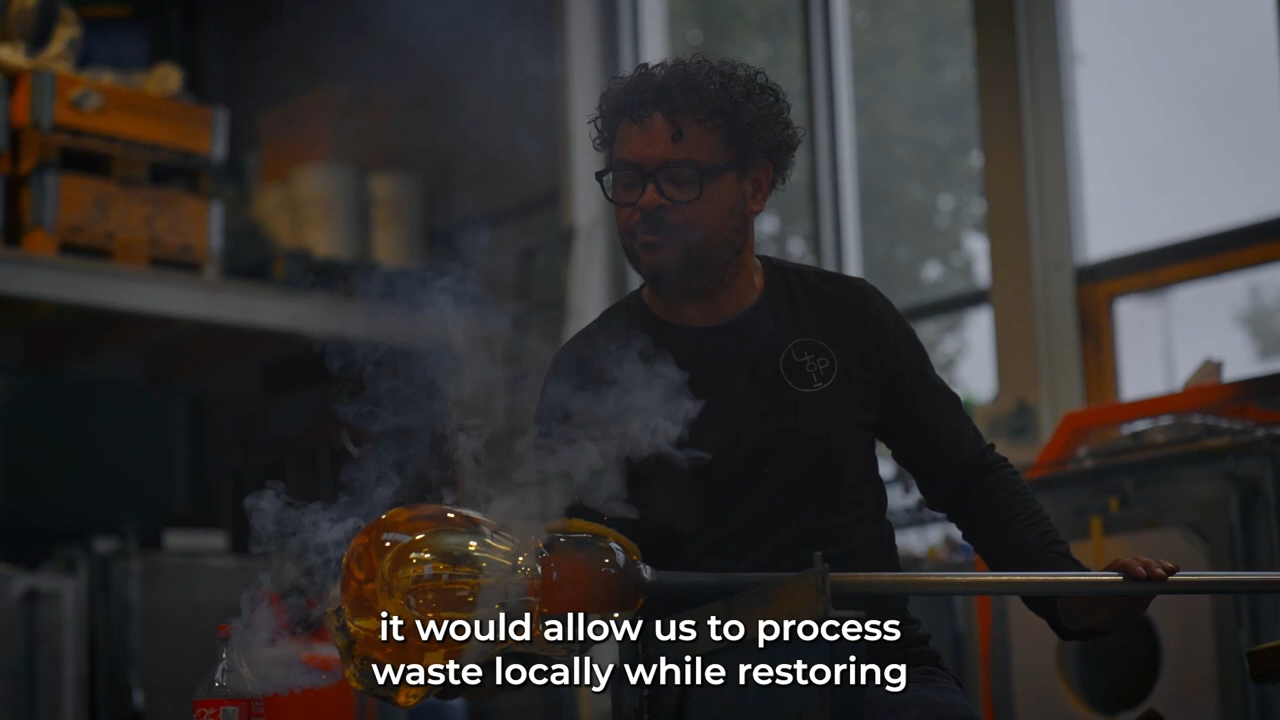 it would allow us to process
waste locally while restoring